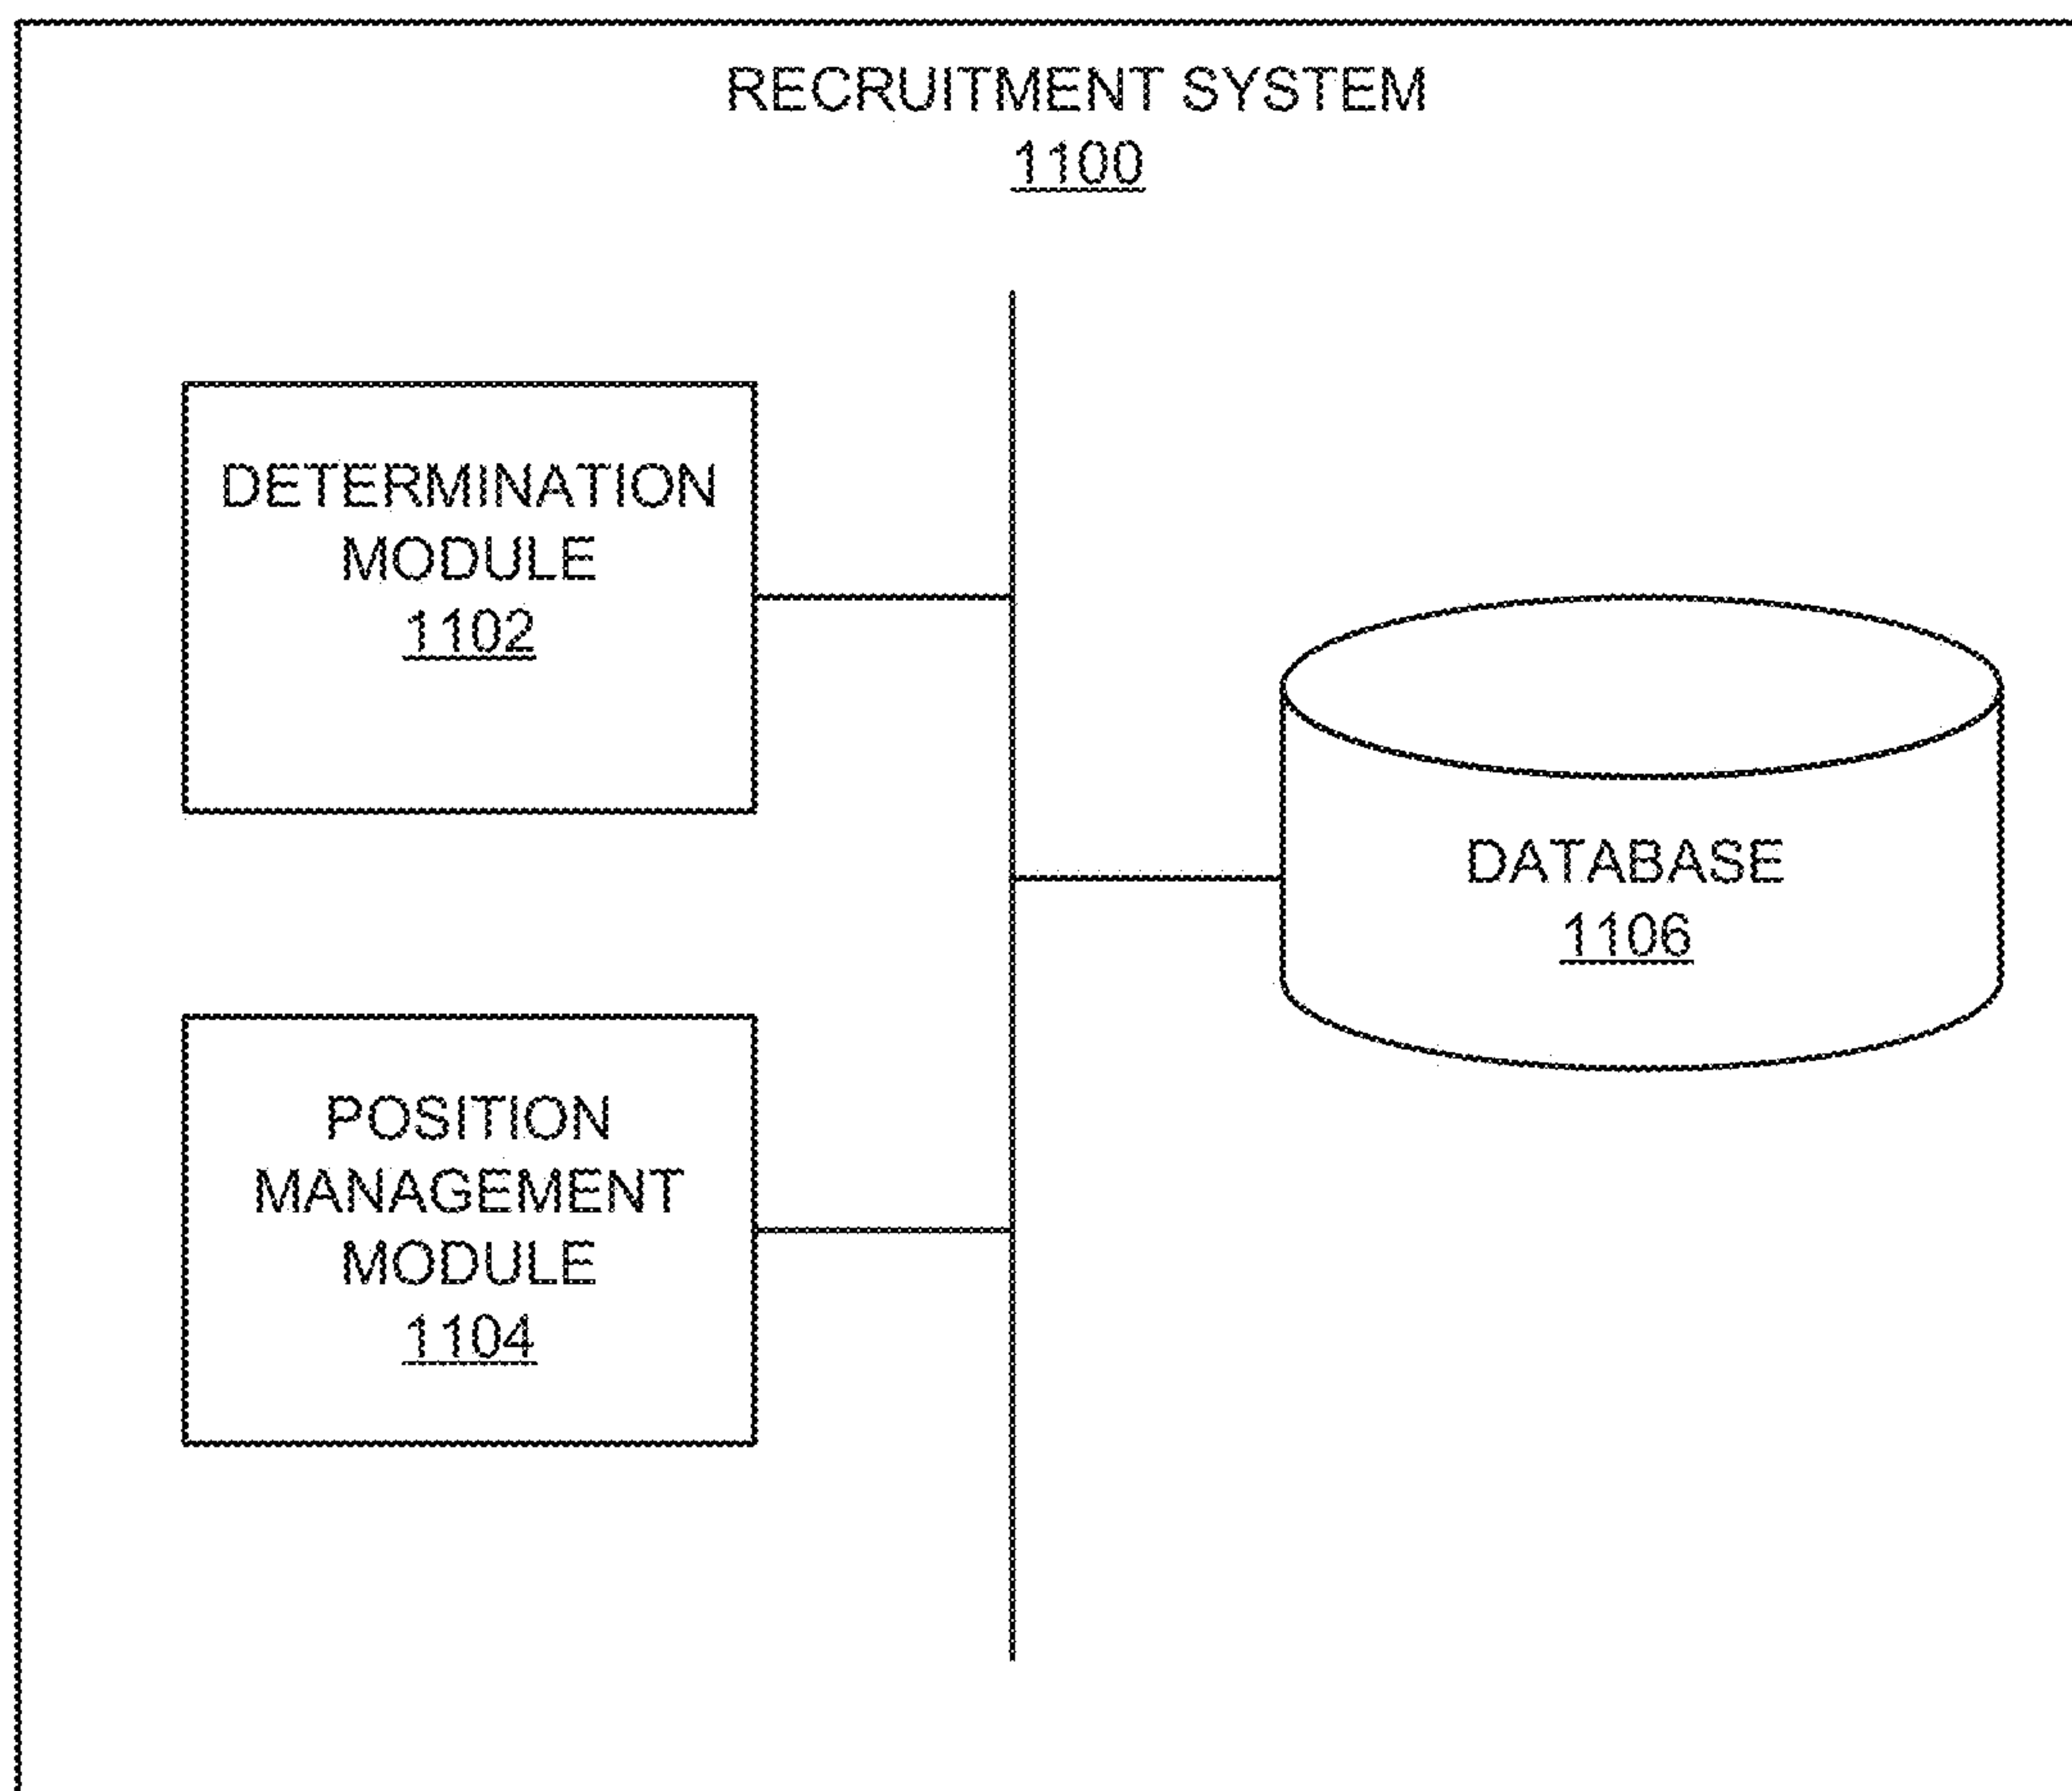 RECRUITMENT SYSTEM
1100
DETERMINATION
MODULE
1102
DATABASE
1106
POSITION
MANAGEMENT
MODULE
1104